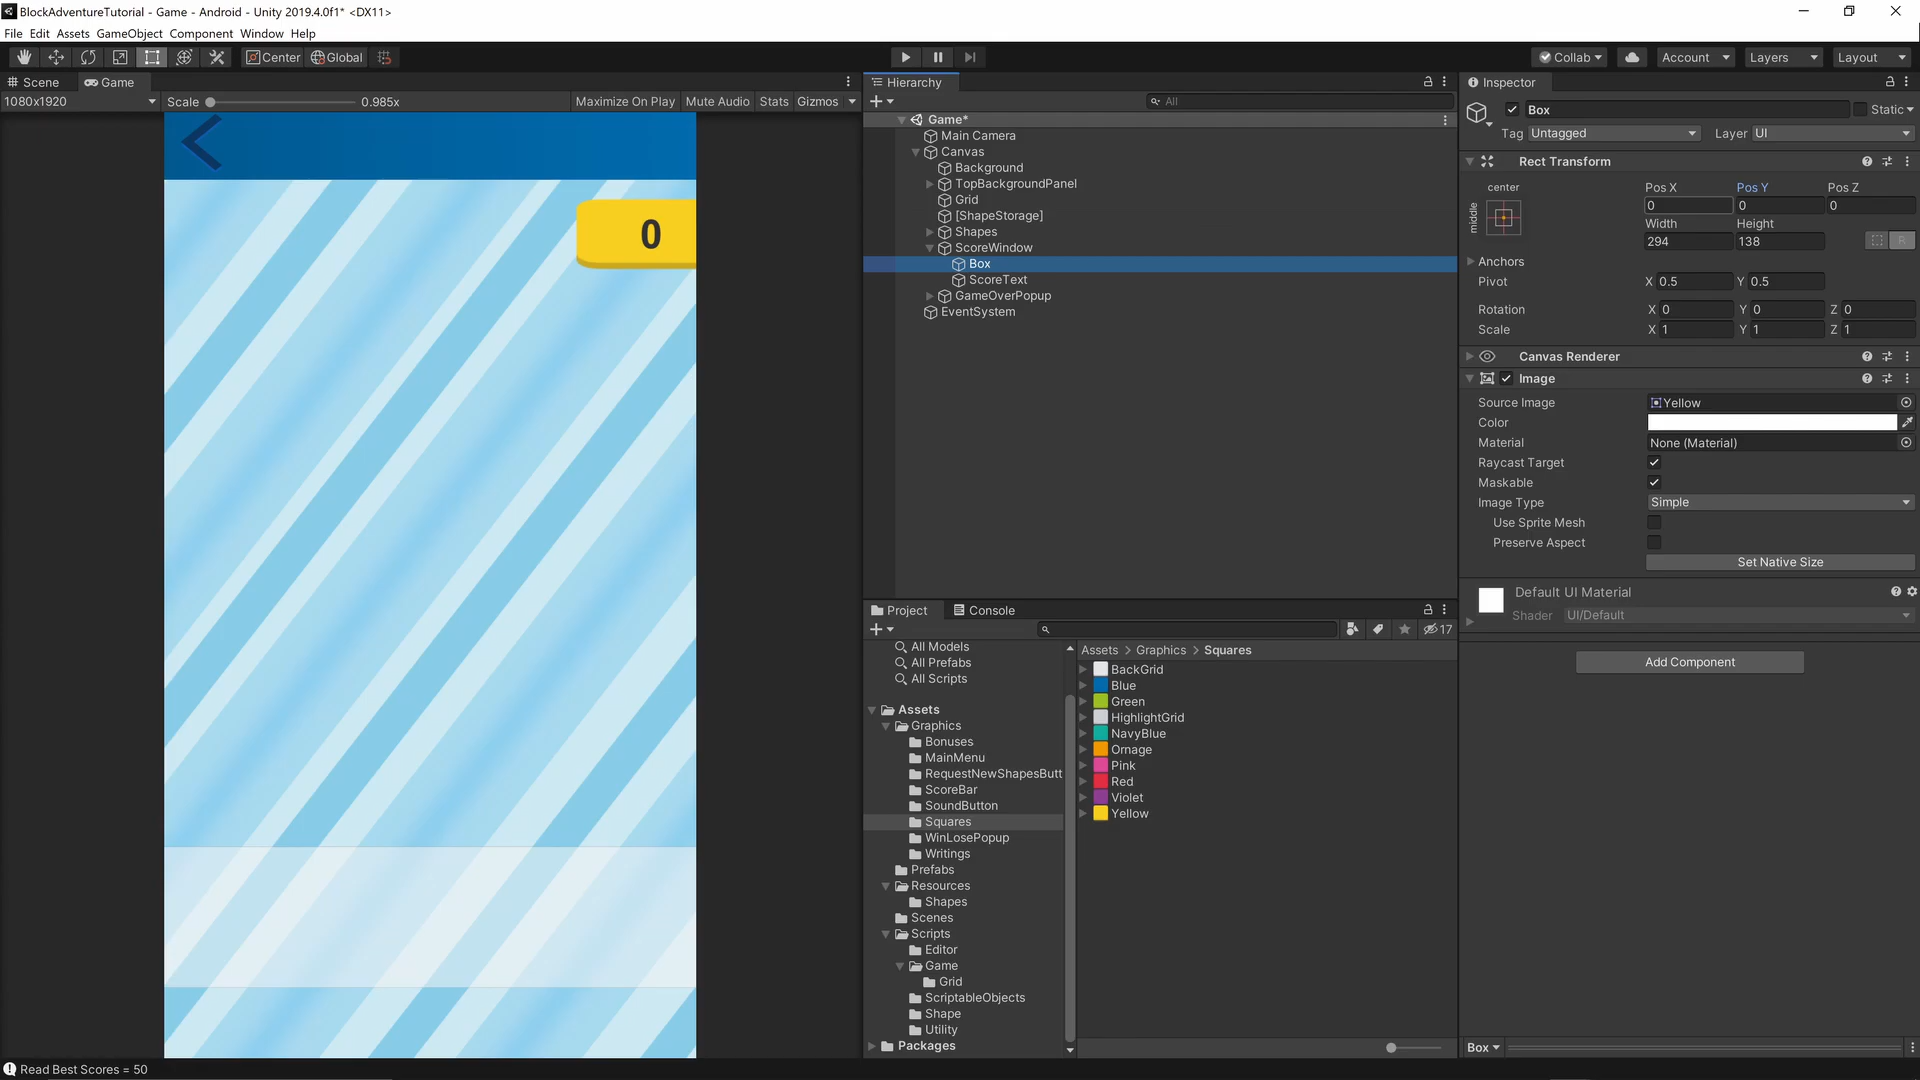 BlockAdventureTutorial - Game - Android - Unity 2019.4.0f1* <DX11>
File Edit Assets GameObject Component Window Help
Center Global Collab Account Layers Layout
Scene Game
1080x1920 Scale 0.985x Maximize On Play Mute Audio Stats Gizmos
0
Hierarchy
All
Game*
Main Camera
Canvas
Background
TopBackgroundPanel
Grid
[ShapeStorage]
Shapes
ScoreWindow
Box
ScoreText
GameOverPopup
EventSystem
Project Console
17
All Models
All Prefabs
All Scripts
Assets
Graphics
Bonuses
MainMenu
RequestNewShapesButt
ScoreBar
SoundButton
Squares
WinLosePopup
Writings
Prefabs
Resources
Shapes
Scenes
Scripts
Editor
Game
Grid
ScriptableObjects
Shape
Utility
Packages
Assets > Graphics > Squares
BackGrid
Blue
Green
HighlightGrid
NavyBlue
Ornage
Pink
Red
Violet
Yellow
Inspector
Box Static
Tag Untagged Layer UI
Rect Transform
center
middle
Pos X Pos Y Pos Z
0 0 0
Width Height
294 138
R
Anchors
Pivot X 0.5 Y 0.5
Rotation X 0 Y 0 Z 0
Scale X 1 Y 1 Z 1
Canvas Renderer
Image
Source Image Yellow
Color
Material None (Material)
Raycast Target
Maskable
Image Type Simple
Use Sprite Mesh
Preserve Aspect
Set Native Size
Default UI Material
Shader UI/Default
Add Component
Box
Read Best Scores = 50